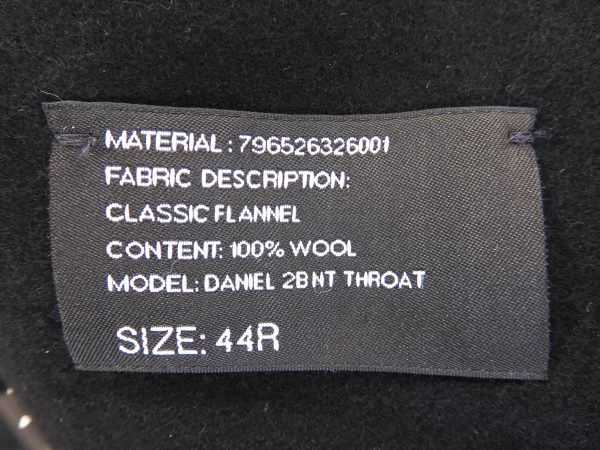 MATERIAL: 796526326001
FABRIC DESCRIPTION:
CLASSIC FLANNEL
CONTENT: 100% WOOL
MODEL: DANIEL 2BNT THROAT
SIZE: 44R